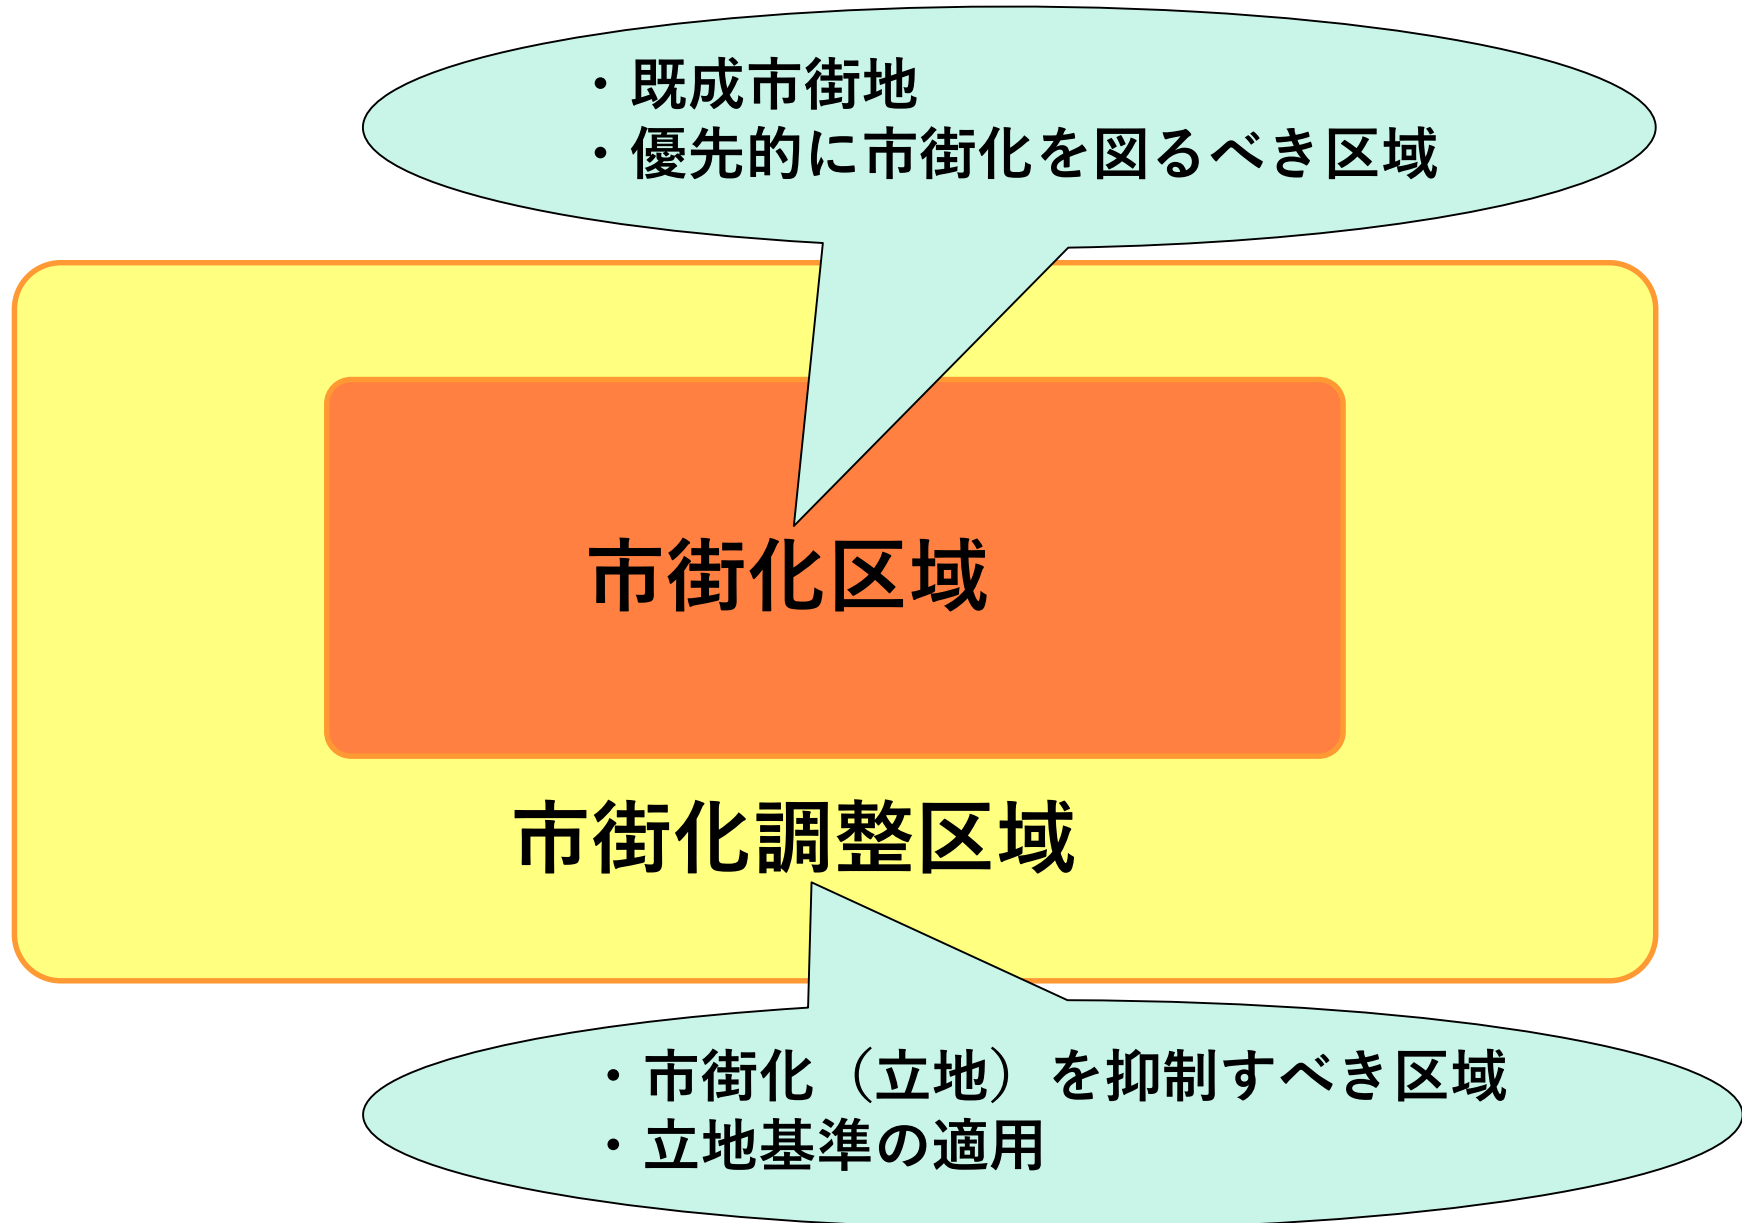 ・既成市街地
・優先的に市街化を図るべき区域
市街化区域
市街化調整区域
・市街化（立地）を抑制すべき区域
・立地基準の適用